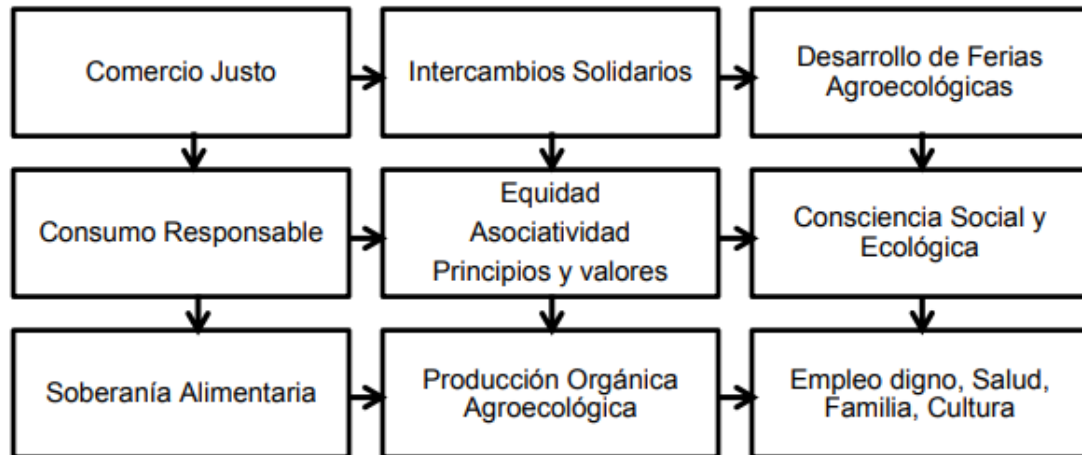 Comercio Justo
Intercambios Solidarios
Desarrollo de Ferias
Agroecológicas
Consumo Responsable
Equidad
Asociatividad
Principios y valores
Consciencia Social y
Ecológica
Soberanía Alimentaria
Producción Orgánica
Agroecológica
Empleo digno, Salud,
Familia, Cultura